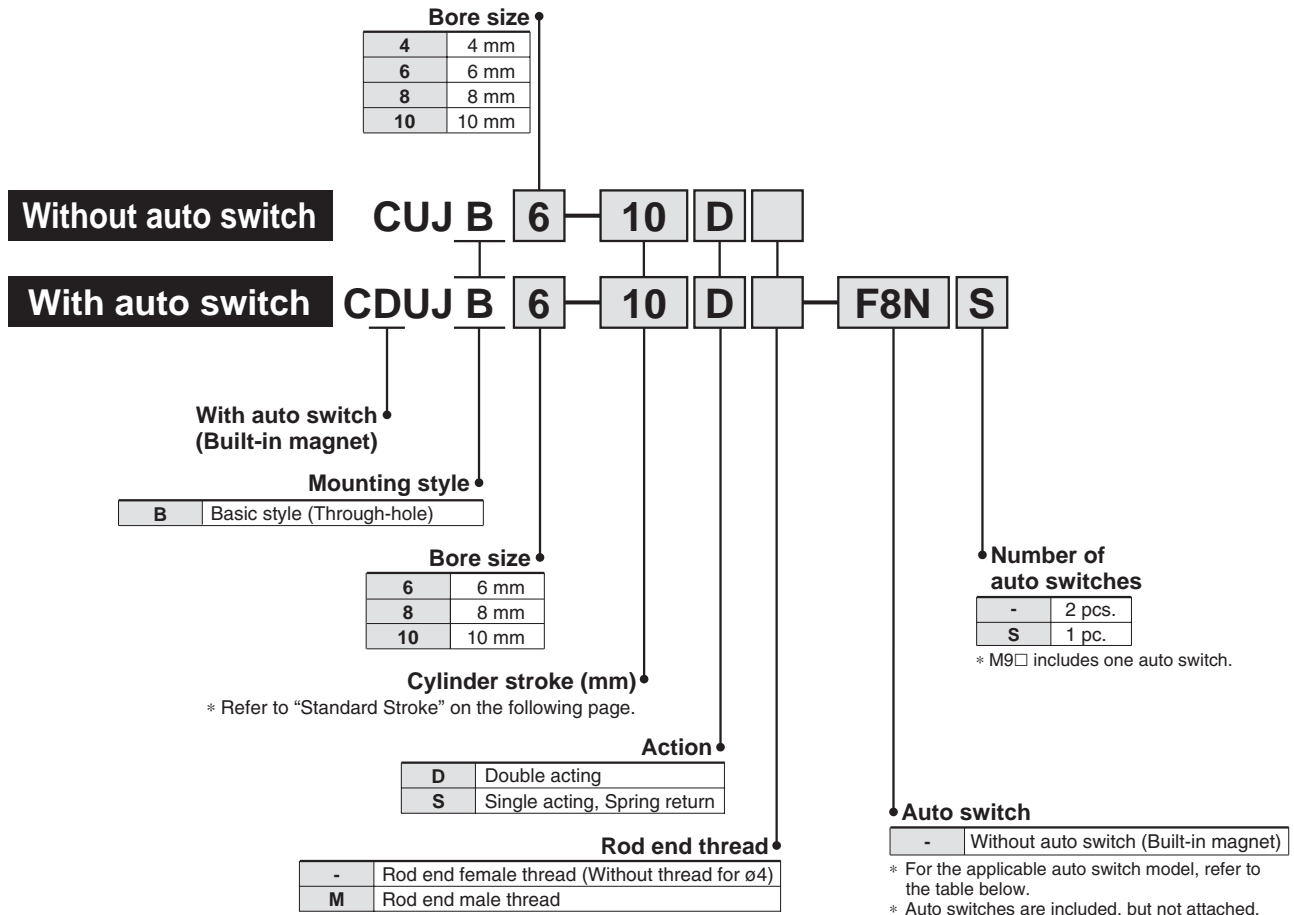 Bore size
4 4 mm
6 6 mm
8 8 mm
10 10 mm
Without auto switch CUJ B 6 — 10 D
With auto switch CDUJ B 6 — 10 D — F8N S
With auto switch
(Built-in magnet)
Mounting style
B Basic style (Through-hole)
Bore size
6 6 mm
8 8 mm
10 10 mm
Cylinder stroke (mm)
* Refer to “Standard Stroke” on the following page.
Action
D Double acting
S Single acting, Spring return
Rod end thread
- Rod end female thread (Without thread for ø4)
M Rod end male thread
Number of
auto switches
- 2 pcs.
S 1 pc.
* M9□ includes one auto switch.
Auto switch
- Without auto switch (Built-in magnet)
* For the applicable auto switch model, refer to
the table below.
* Auto switches are included, but not attached.